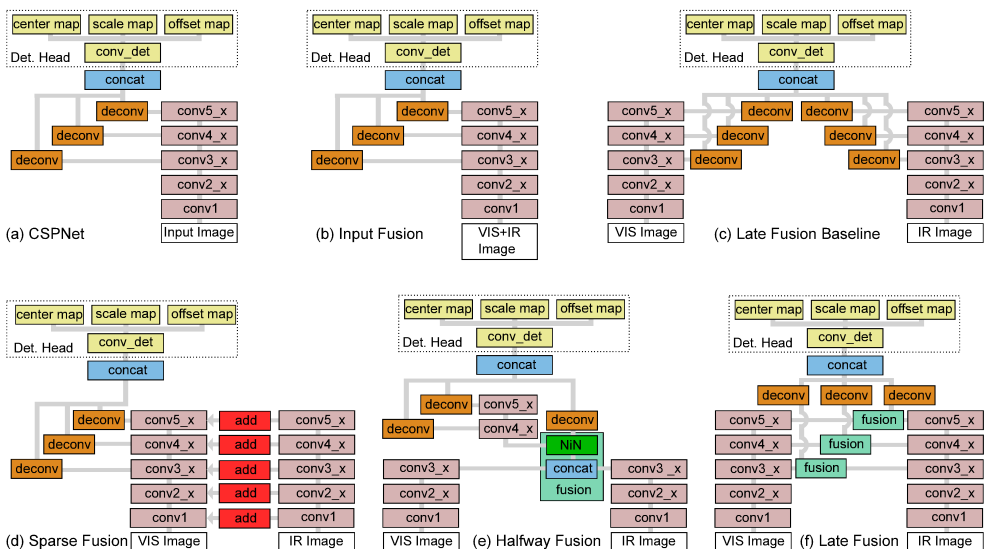 center map scale map offset map
Det. Head conv_det
concat
deconv conv5_x
deconv conv4_x
deconv conv3_x
conv2_x
conv1
(a) CSPNet Input Image
center map scale map offset map
Det. Head conv_det
concat
deconv conv5_x
deconv conv4_x
deconv conv3_x
conv2_x
conv1
(b) Input Fusion VIS+IR
Image
center map scale map offset map
Det. Head conv_det
concat
conv5_x deconv deconv conv5_x
conv4_x deconv deconv conv4_x
conv3_x deconv deconv conv3_x
conv2_x conv2_x
conv1 conv1
VIS Image (c) Late Fusion Baseline IR Image
center map scale map offset map
Det. Head conv_det
concat
deconv conv5_x add conv5_x
deconv conv4_x add conv4_x
deconv conv3_x add conv3_x
conv2_x add conv2_x
conv1 add conv1
(d) Sparse Fusion VIS Image IR Image
center map scale map offset map
Det. Head conv_det
concat
deconv conv5_x deconv
deconv conv4_x NiN
conv3_x concat conv3_x
conv2_x fusion conv2_x
conv1 conv1
VIS Image (e) Halfway Fusion IR Image
center map scale map offset map
Det. Head conv_det
concat
deconv deconv deconv
conv5_x fusion conv5_x
conv4_x fusion conv4_x
conv3_x fusion conv3_x
conv2_x conv2_x
conv1 conv1
VIS Image (f) Late Fusion IR Image